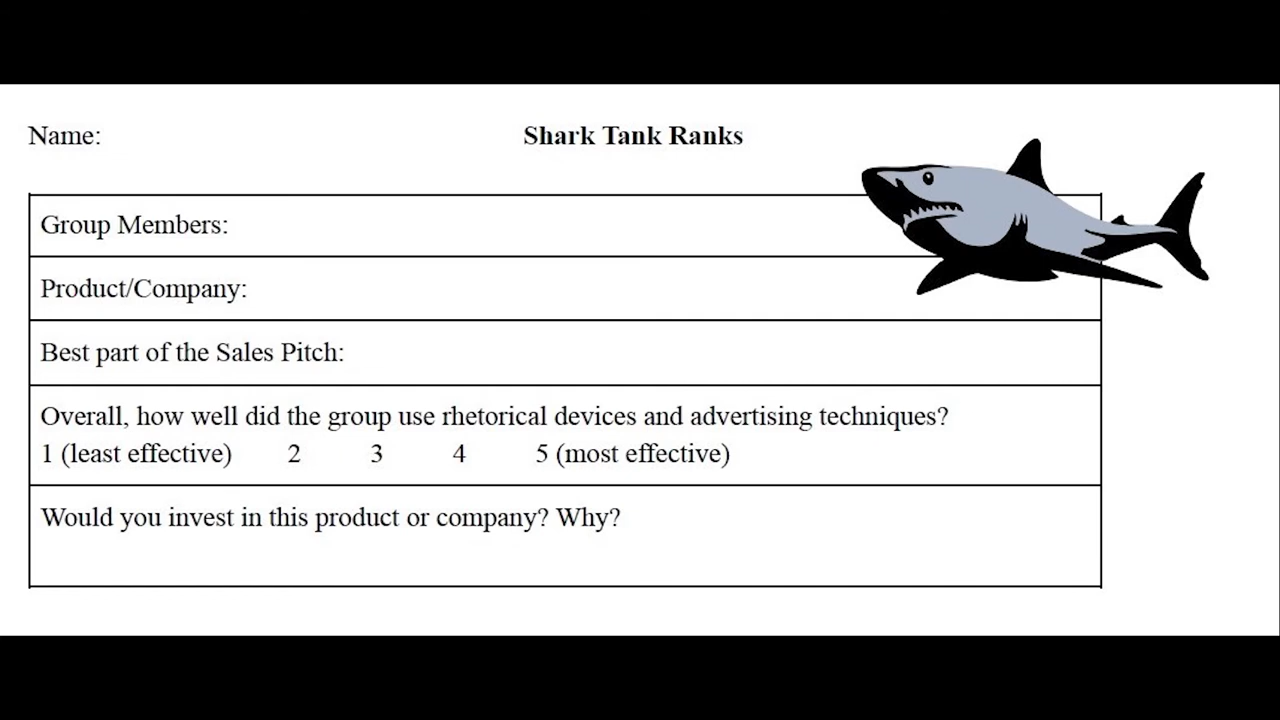 Name:
Shark Tank Ranks
Group Members:
Product/Company:
Best part of the Sales Pitch:
Overall, how well did the group use rhetorical devices and advertising techniques?
1 (least effective) 2 3 4 5 (most effective)
Would you invest in this product or company? Why?